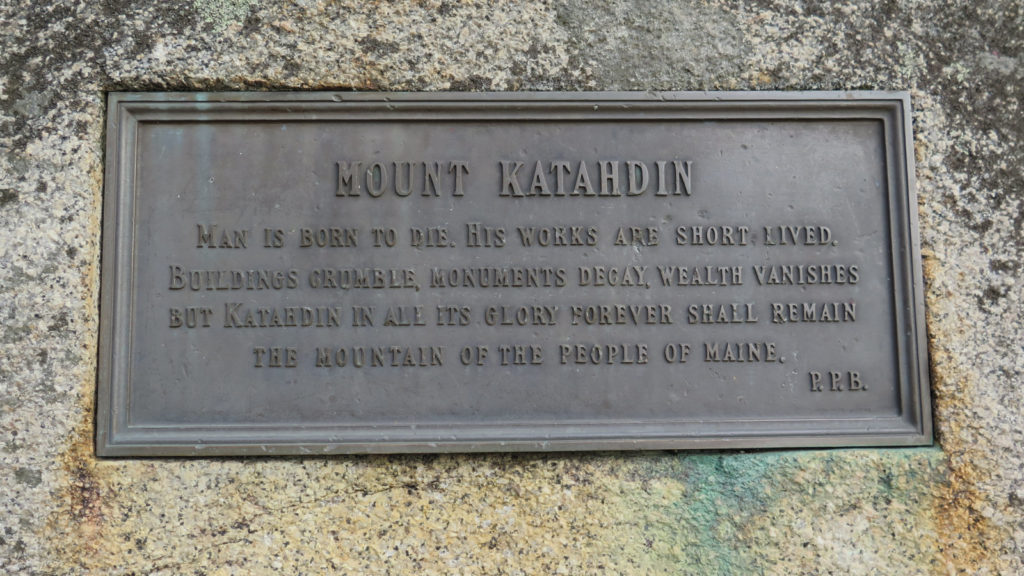 MOUNT KATAHDIN
MAN IS BORN TO DIE. HIS WORKS ARE SHORT LIVED.
BUILDINGS CRUMBLE, MONUMENTS DECAY, WEALTH VANISHES
BUT KATAHDIN IN ALL ITS GLORY FOREVER SHALL REMAIN
THE MOUNTAIN OF THE PEOPLE OF MAINE.
P.P.B.